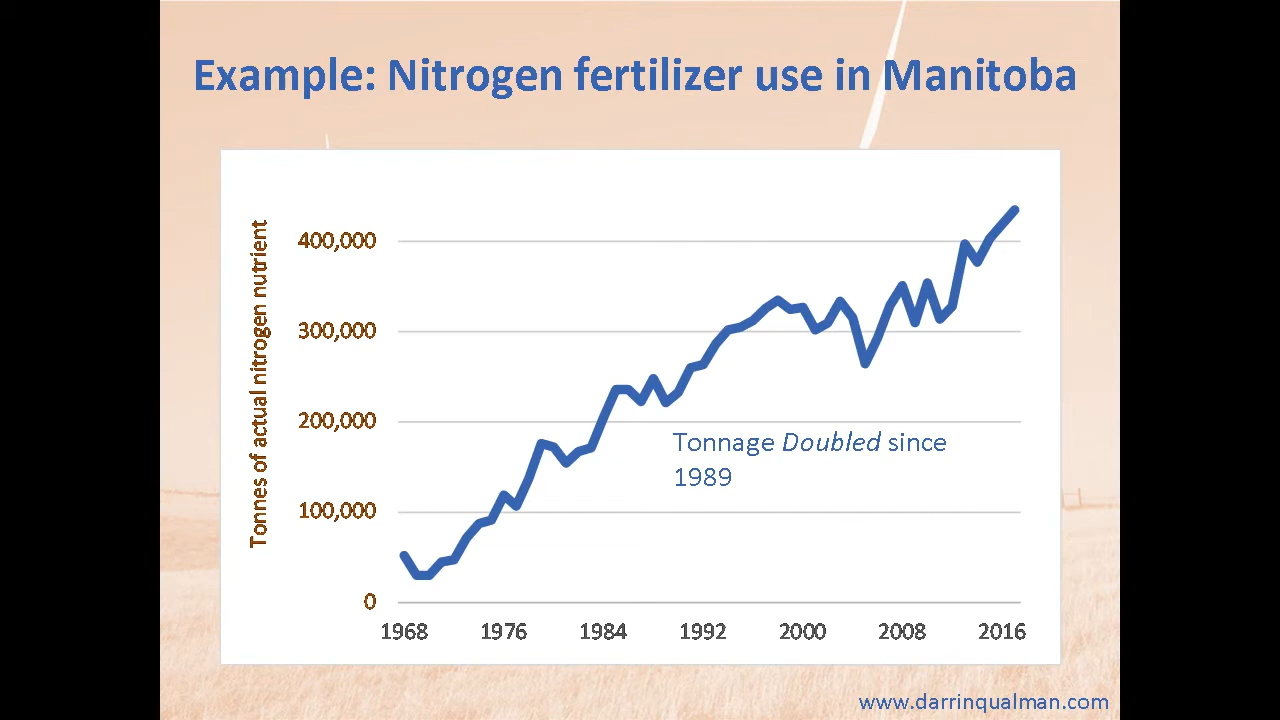 Example: Nitrogen fertilizer use in Manitoba
Tonnes of actual nitrogen nutrient
400,000
300,000
200,000
100,000
0
Tonnage Doubled since
1989
1968 1976 1984 1992 2000 2008 2016
www.darrinqualman.com